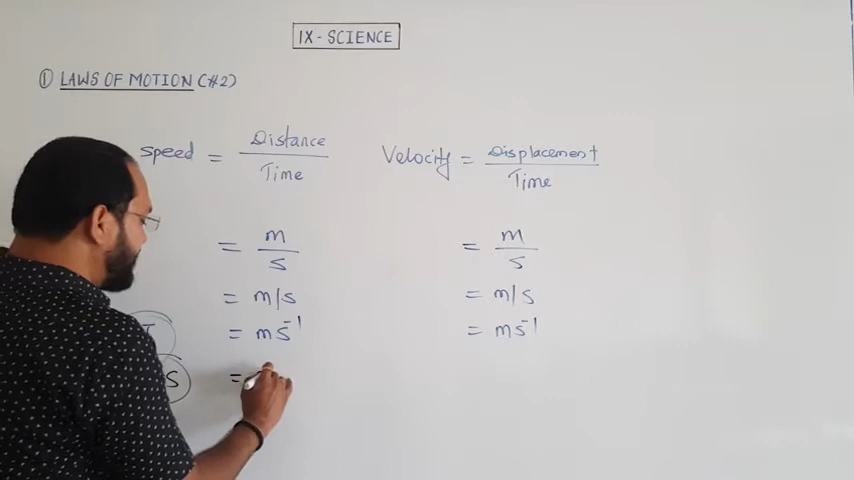 IX - SCIENCE
① LAWS OF MOTION (#2)
Speed = Distance / Time
Velocity = Displacement / Time
= m / s
= m / s
= m/s
= m/s
= ms⁻¹
= ms⁻¹
S =